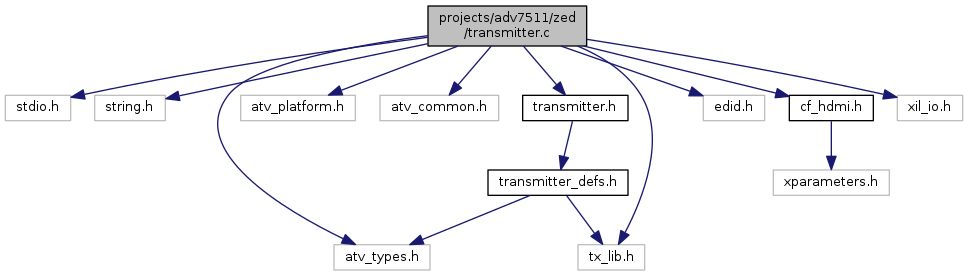 projects/adv7511/zed
/transmitter.c
stdio.h
string.h
atv_platform.h
atv_common.h
transmitter.h
edid.h
cf_hdmi.h
xil_io.h
transmitter_defs.h
xparameters.h
atv_types.h
tx_lib.h